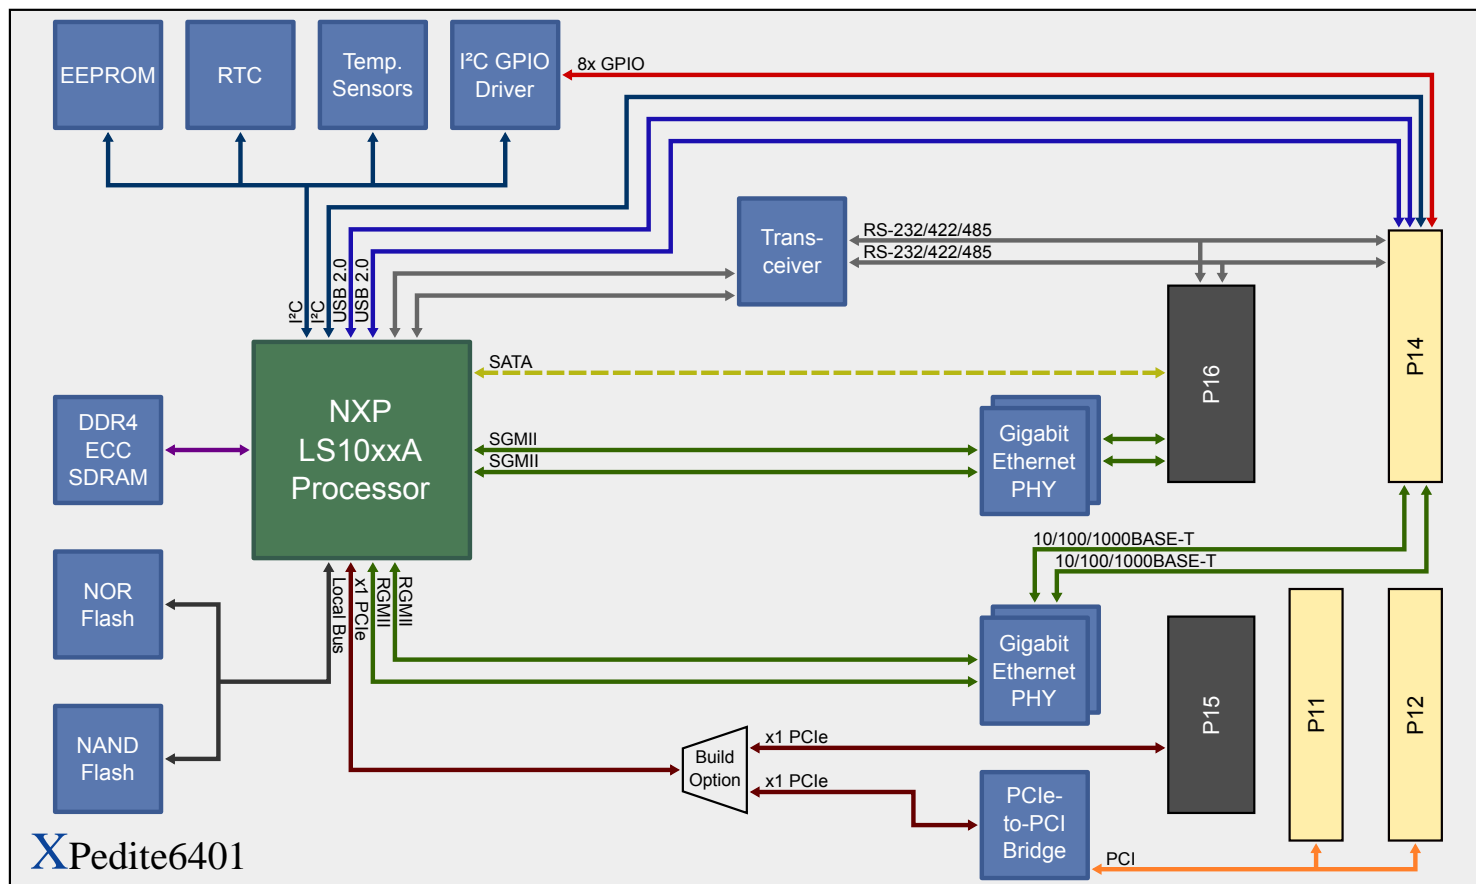 EEPROM
RTC
Temp.
Sensors
I²C GPIO
Driver
8x GPIO
Trans-
ceiver
RS-232/422/485
RS-232/422/485
I²C
I²C
USB 2.0
USB 2.0
P14
P16
SATA
NXP
LS10xxA
Processor
DDR4
ECC
SDRAM
SGMII
SGMII
Gigabit
Ethernet
PHY
10/100/1000BASE-T
10/100/1000BASE-T
Local Bus
x1 PCIe
RGMII
RGMII
NOR
Flash
Gigabit
Ethernet
PHY
P15
P11
P12
NAND
Flash
Build
Option
x1 PCIe
x1 PCIe
PCIe-
to-PCI
Bridge
PCI
XPedite6401